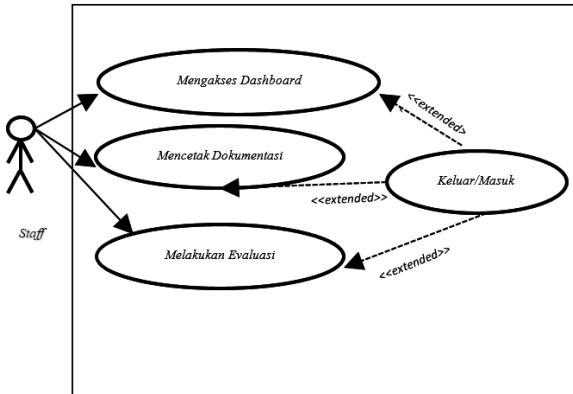 Mengakses Dashboard
<<extended>
Mencetak Dokumentasi
Keluar/Masuk
<<extended>>
Staff
Melakukan Evaluasi
<<extended>>